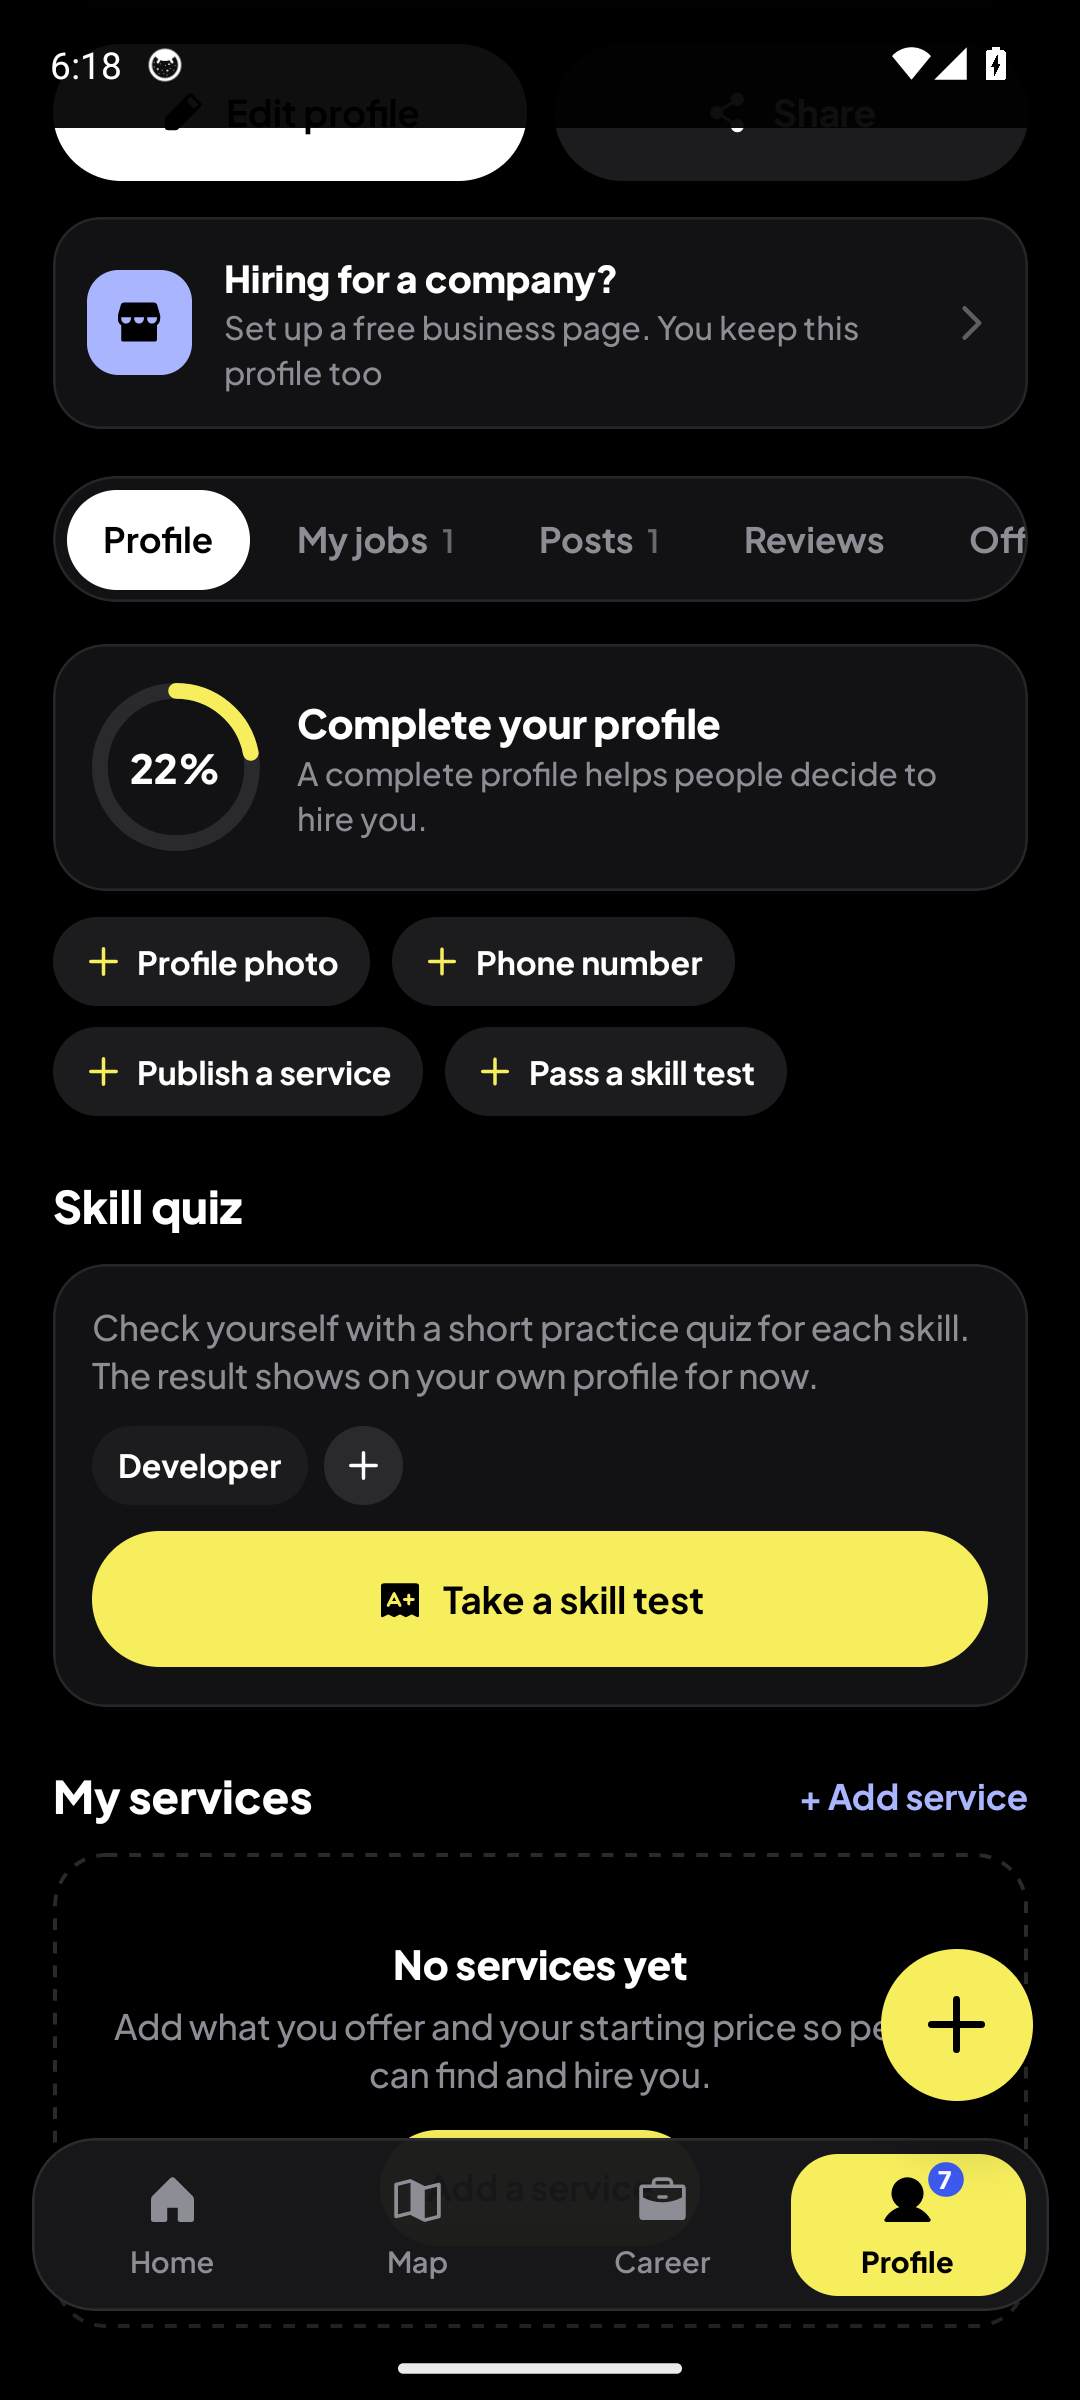 6:18
Edit profile
Share
Hiring for a company?
Set up a free business page. You keep this
profile too
Profile
My jobs 1
Posts 1
Reviews
Off
22%
Complete your profile
A complete profile helps people decide to
hire you.
Profile photo
Phone number
Publish a service
Pass a skill test
Skill quiz
Check yourself with a short practice quiz for each skill.
The result shows on your own profile for now.
Developer
A+ Take a skill test
My services
+ Add service
No services yet
Add what you offer and your starting price so pe
can find and hire you.
Add a service
7
Home
Map
Career
Profile